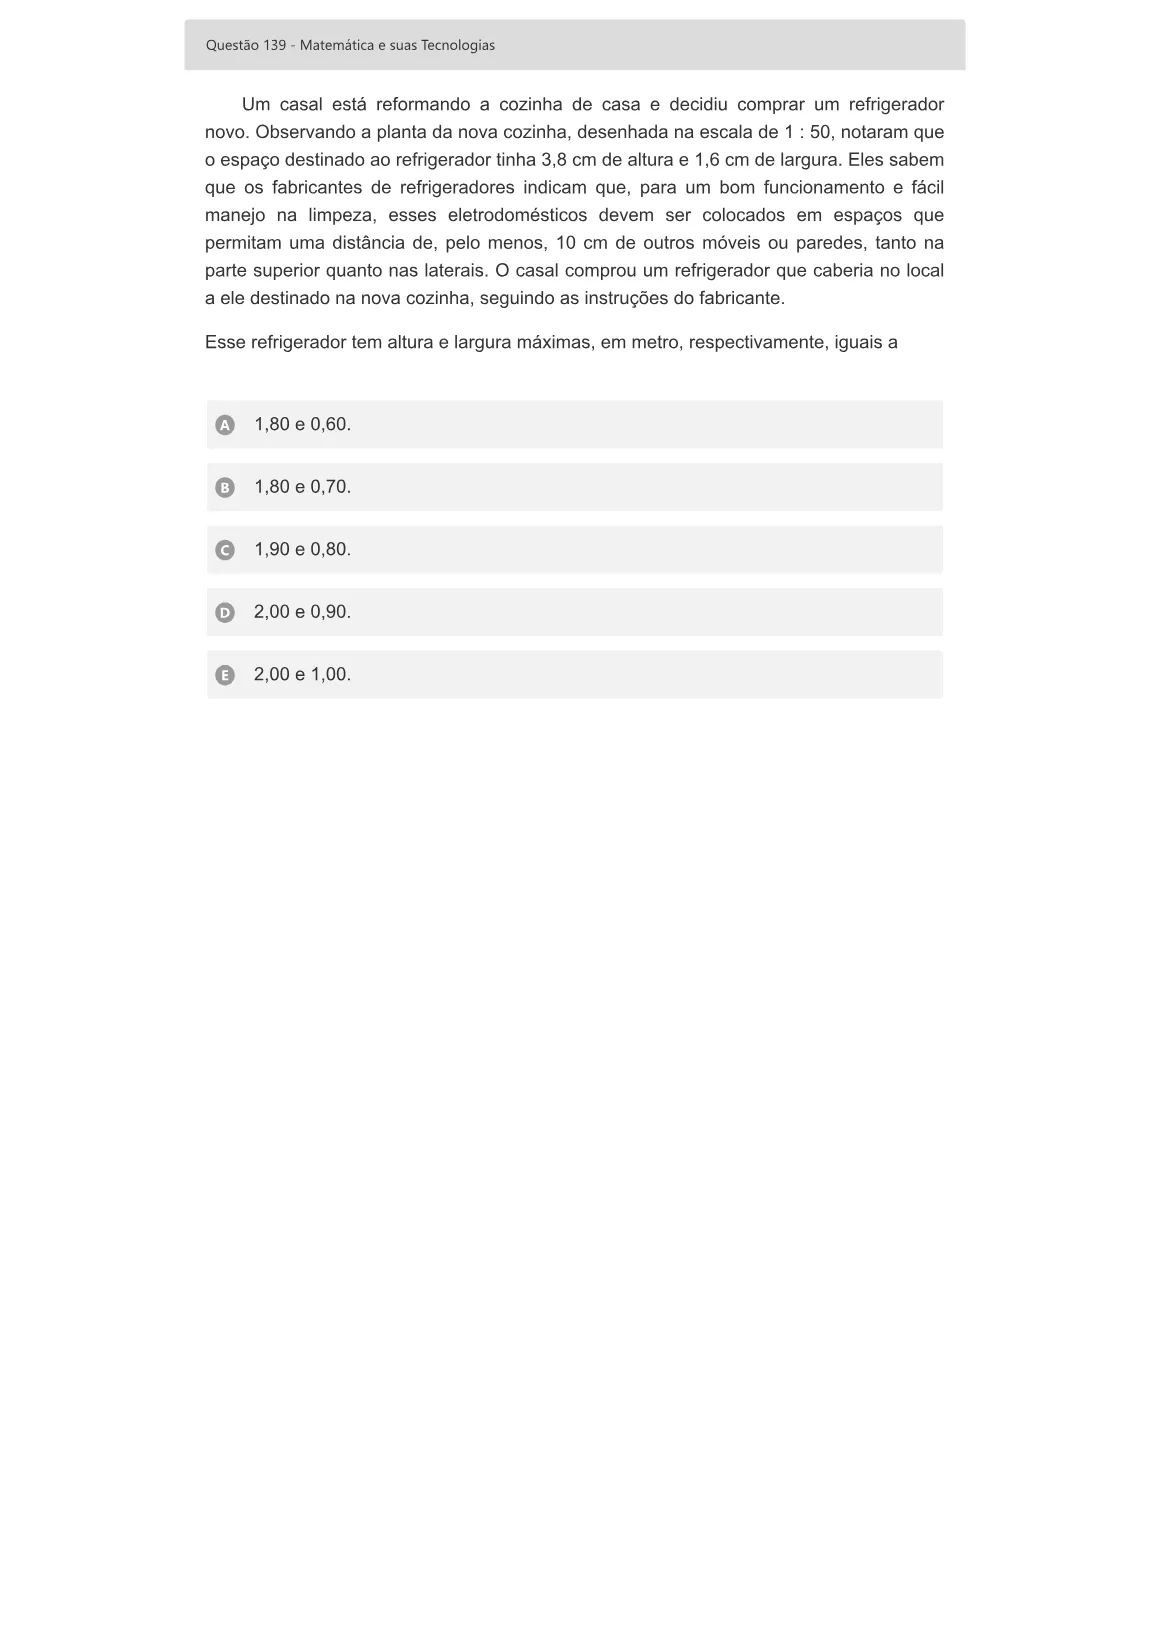 Questão 139 - Matemática e suas Tecnologias
Um casal está reformando a cozinha de casa e decidiu comprar um refrigerador
novo. Observando a planta da nova cozinha, desenhada na escala de 1 : 50, notaram que
o espaço destinado ao refrigerador tinha 3,8 cm de altura e 1,6 cm de largura. Eles sabem
que os fabricantes de refrigeradores indicam que, para um bom funcionamento e fácil
manejo na limpeza, esses eletrodomésticos devem ser colocados em espaços que
permitam uma distância de, pelo menos, 10 cm de outros móveis ou paredes, tanto na
parte superior quanto nas laterais. O casal comprou um refrigerador que caberia no local
a ele destinado na nova cozinha, seguindo as instruções do fabricante.
Esse refrigerador tem altura e largura máximas, em metro, respectivamente, iguais a
A 1,80 e 0,60.
B 1,80 e 0,70.
C 1,90 e 0,80.
D 2,00 e 0,90.
E 2,00 e 1,00.